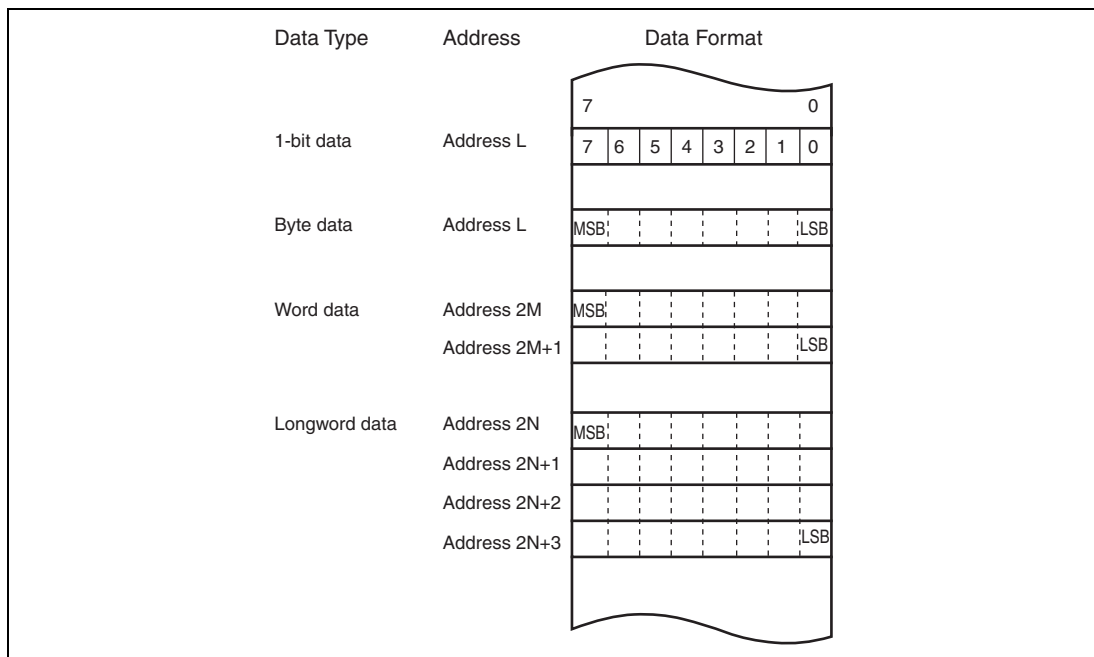 Data Type Address Data Format
7 0
1-bit data Address L 7 6 5 4 3 2 1 0
Byte data Address L MSB LSB
Word data Address 2M MSB
Address 2M+1 LSB
Longword data Address 2N MSB
Address 2N+1
Address 2N+2
Address 2N+3 LSB